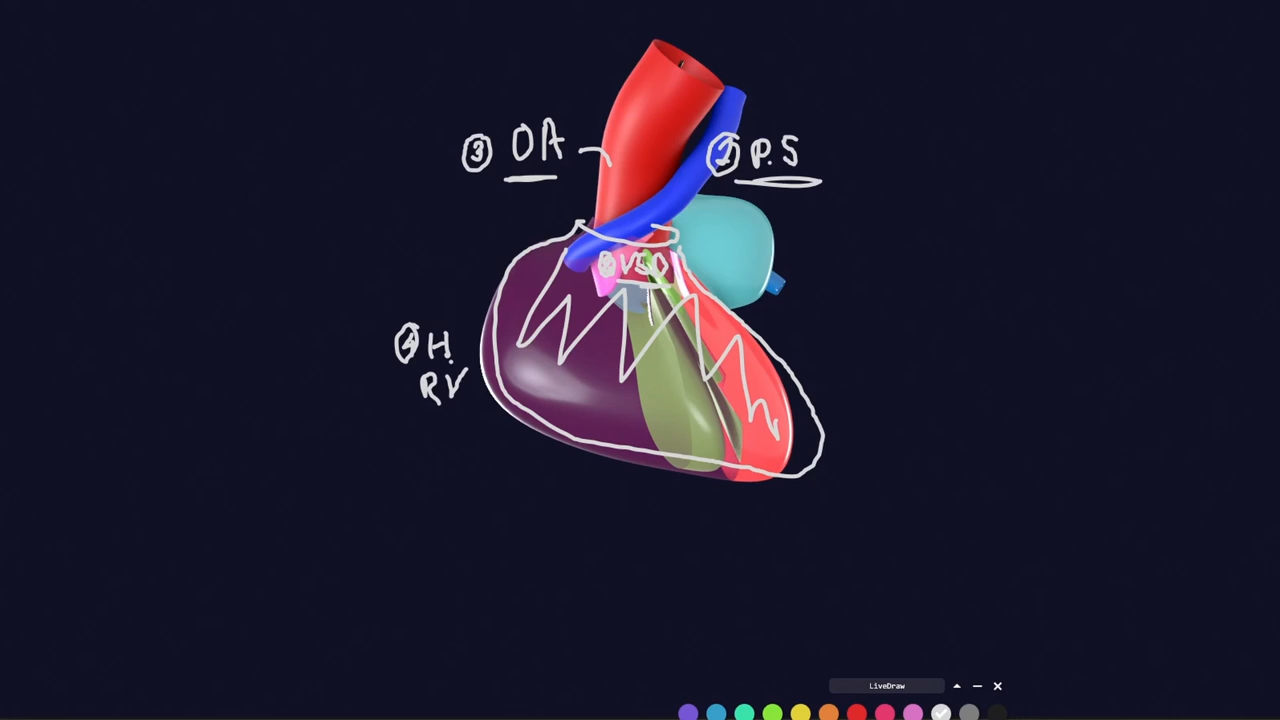 ③ OA
① P.S
② VSD
④ H.
RV
LiveDraw